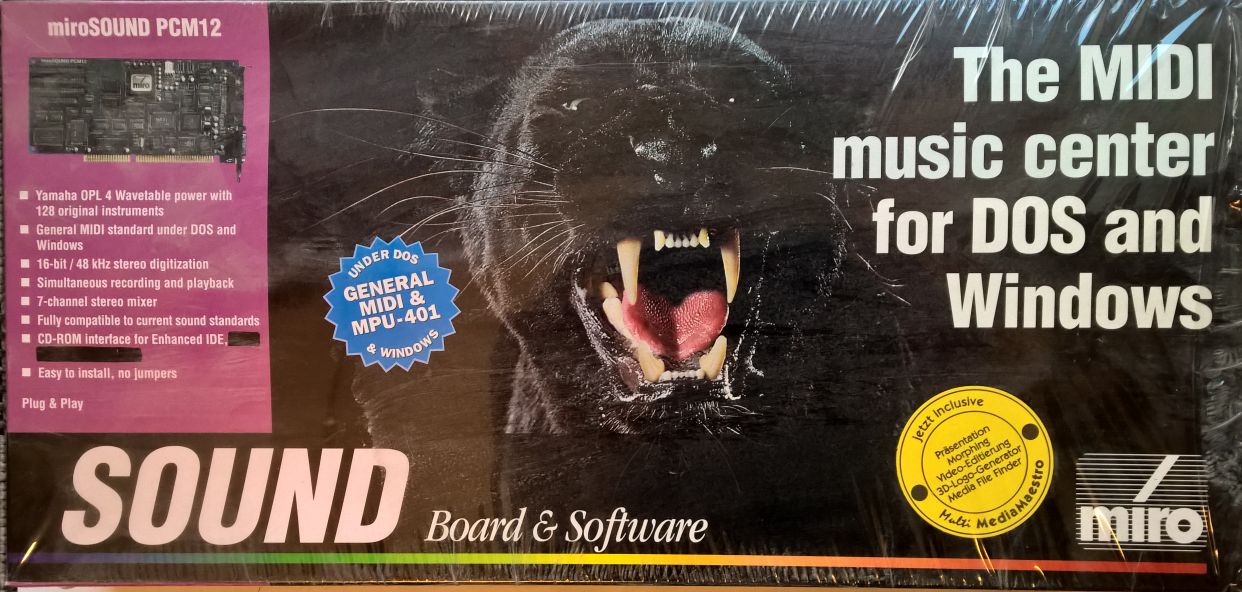 miroSOUND PCM12
miroSOUND PCM12
miro
Yamaha OPL 4 Wavetable power with
128 original instruments
General MIDI standard under DOS and
Windows
16-bit / 48 kHz stereo digitization
Simultaneous recording and playback
7-channel stereo mixer
Fully compatible to current sound standards
CD-ROM interface for Enhanced IDE,
Easy to install, no jumpers
Plug & Play
UNDER DOS
GENERAL
MIDI &
MPU-401
& WINDOWS
The MIDI
music center
for DOS and
Windows
Jetzt inclusive
Präsentation
Morphing
Video-Editierung
3D-Logo-Generator
Media File Finder
Multi MediaMaestro
SOUND
Board & Software
miro